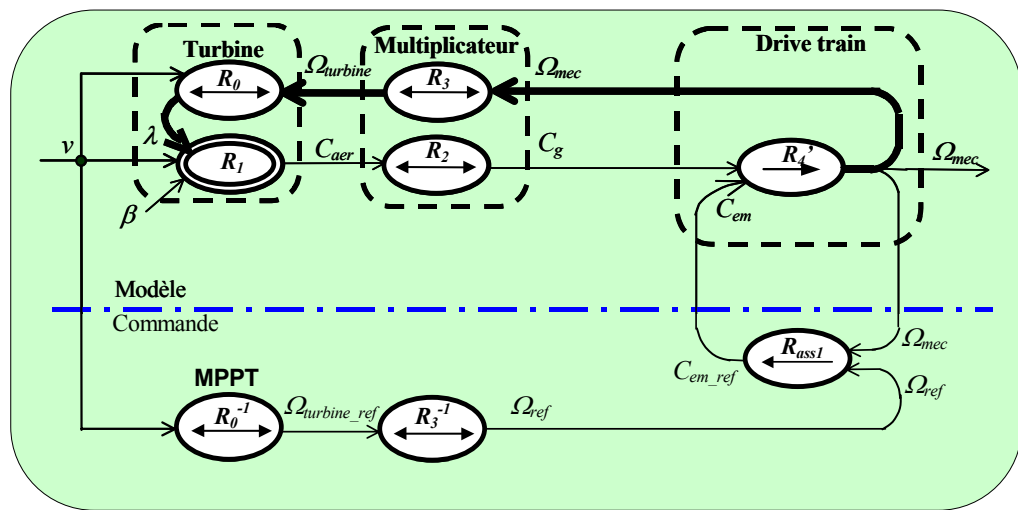 Turbine
Multiplicateur
Drive train
R0
Ωturbine
R3
Ωmec
v
λ
R1
Caer
R2
Cg
R4'
Ωmec
β
Cem
Modèle
Commande
Rass1
Ωmec
Cem_ref
Ωref
MPPT
R0-1
Ωturbine_ref
R3-1
Ωref